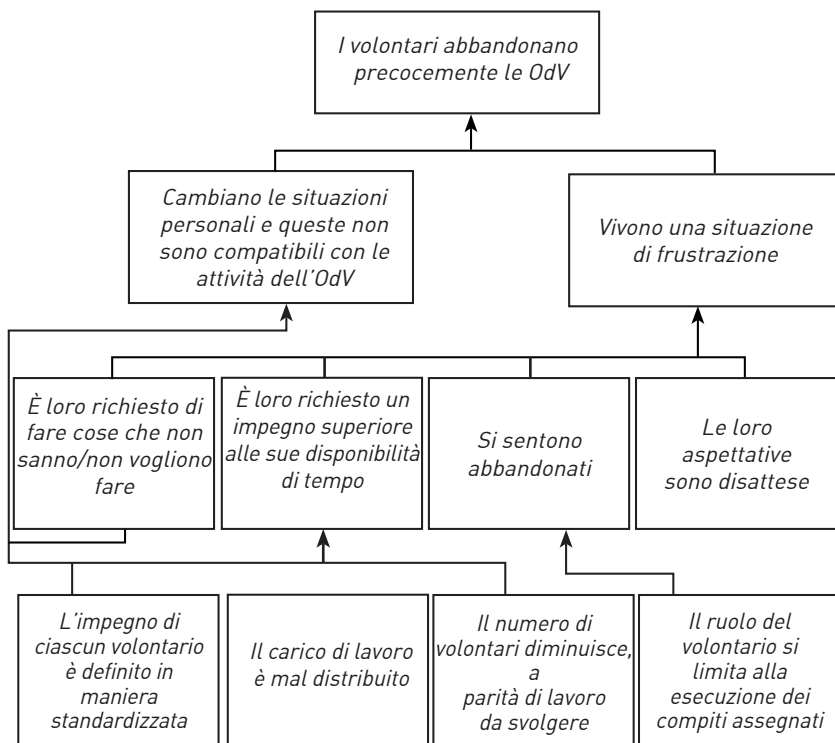 I volontari abbandonano
precocemente le OdV
Cambiano le situazioni
personali e queste non
sono compatibili con le
attività dell'OdV
Vivono una situazione
di frustrazione
È loro richiesto di
fare cose che non
sanno/non vogliono
fare
È loro richiesto un
impegno superiore
alle sue disponibilità
di tempo
Si sentono
abbandonati
Le loro
aspettative
sono disattese
L'impegno di
ciascun volontario
è definito in
maniera
standardizzata
Il carico di lavoro
è mal distribuito
Il numero di
volontari diminuisce,
a
parità di lavoro
da svolgere
Il ruolo del
volontario si
limita alla
esecuzione dei
compiti assegnati